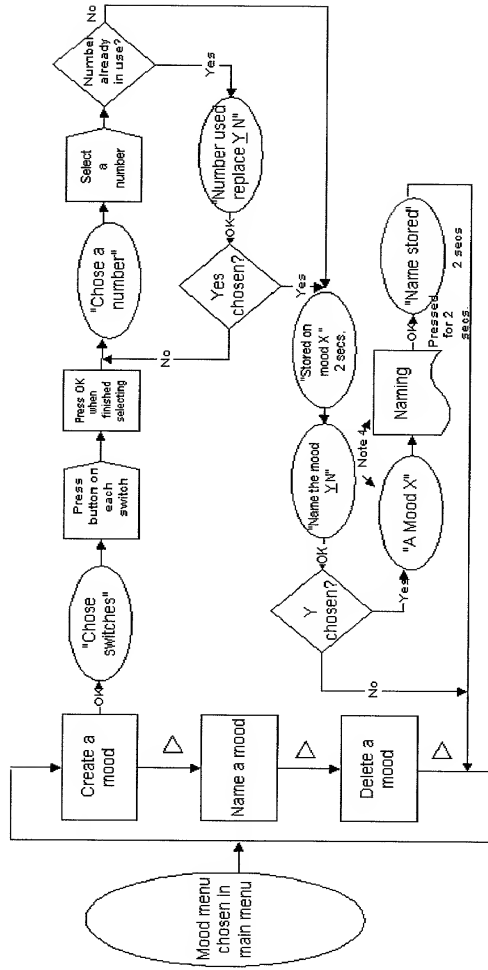 Mood menu
chosen in
main menu
Create a
mood
Name a mood
Delete a
mood
OK
"Chose
switches"
Press
button on
each
switch
Press OK
when
finished
selecting
"Chose a
number"
Select
a
number
Number
already
in use?
No
Yes
"Number used
replace Y N"
OK
Yes
chosen?
No
Yes
"Stored on
mood X"
2 secs.
"Name the mood
Y N"
OK
Y
chosen?
No
Yes
Note 4
"A Mood X"
Naming
OK
Pressed
for 2
secs
"Name stored"
2 secs